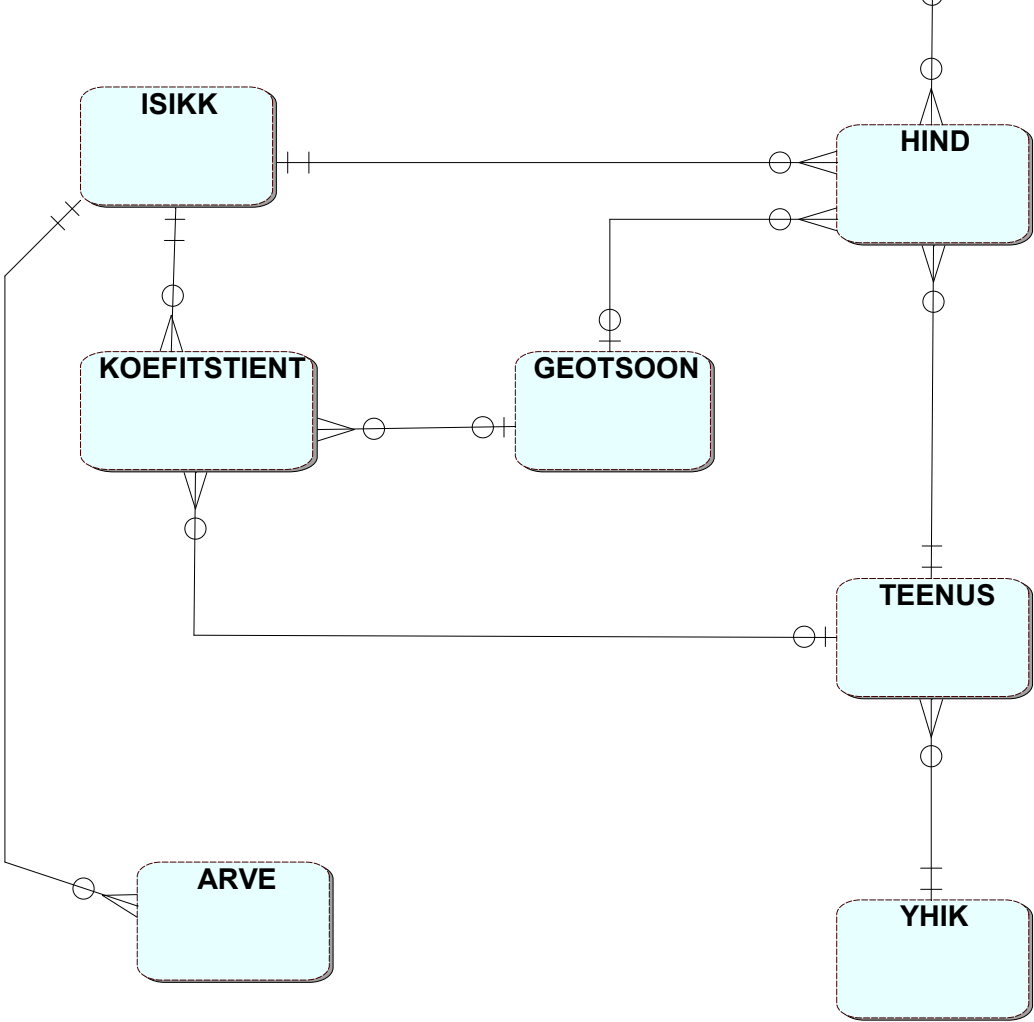 ISIKK
HIND
KOEFITSTIENT
GEOTSOON
TEENUS
ARVE
YHIK